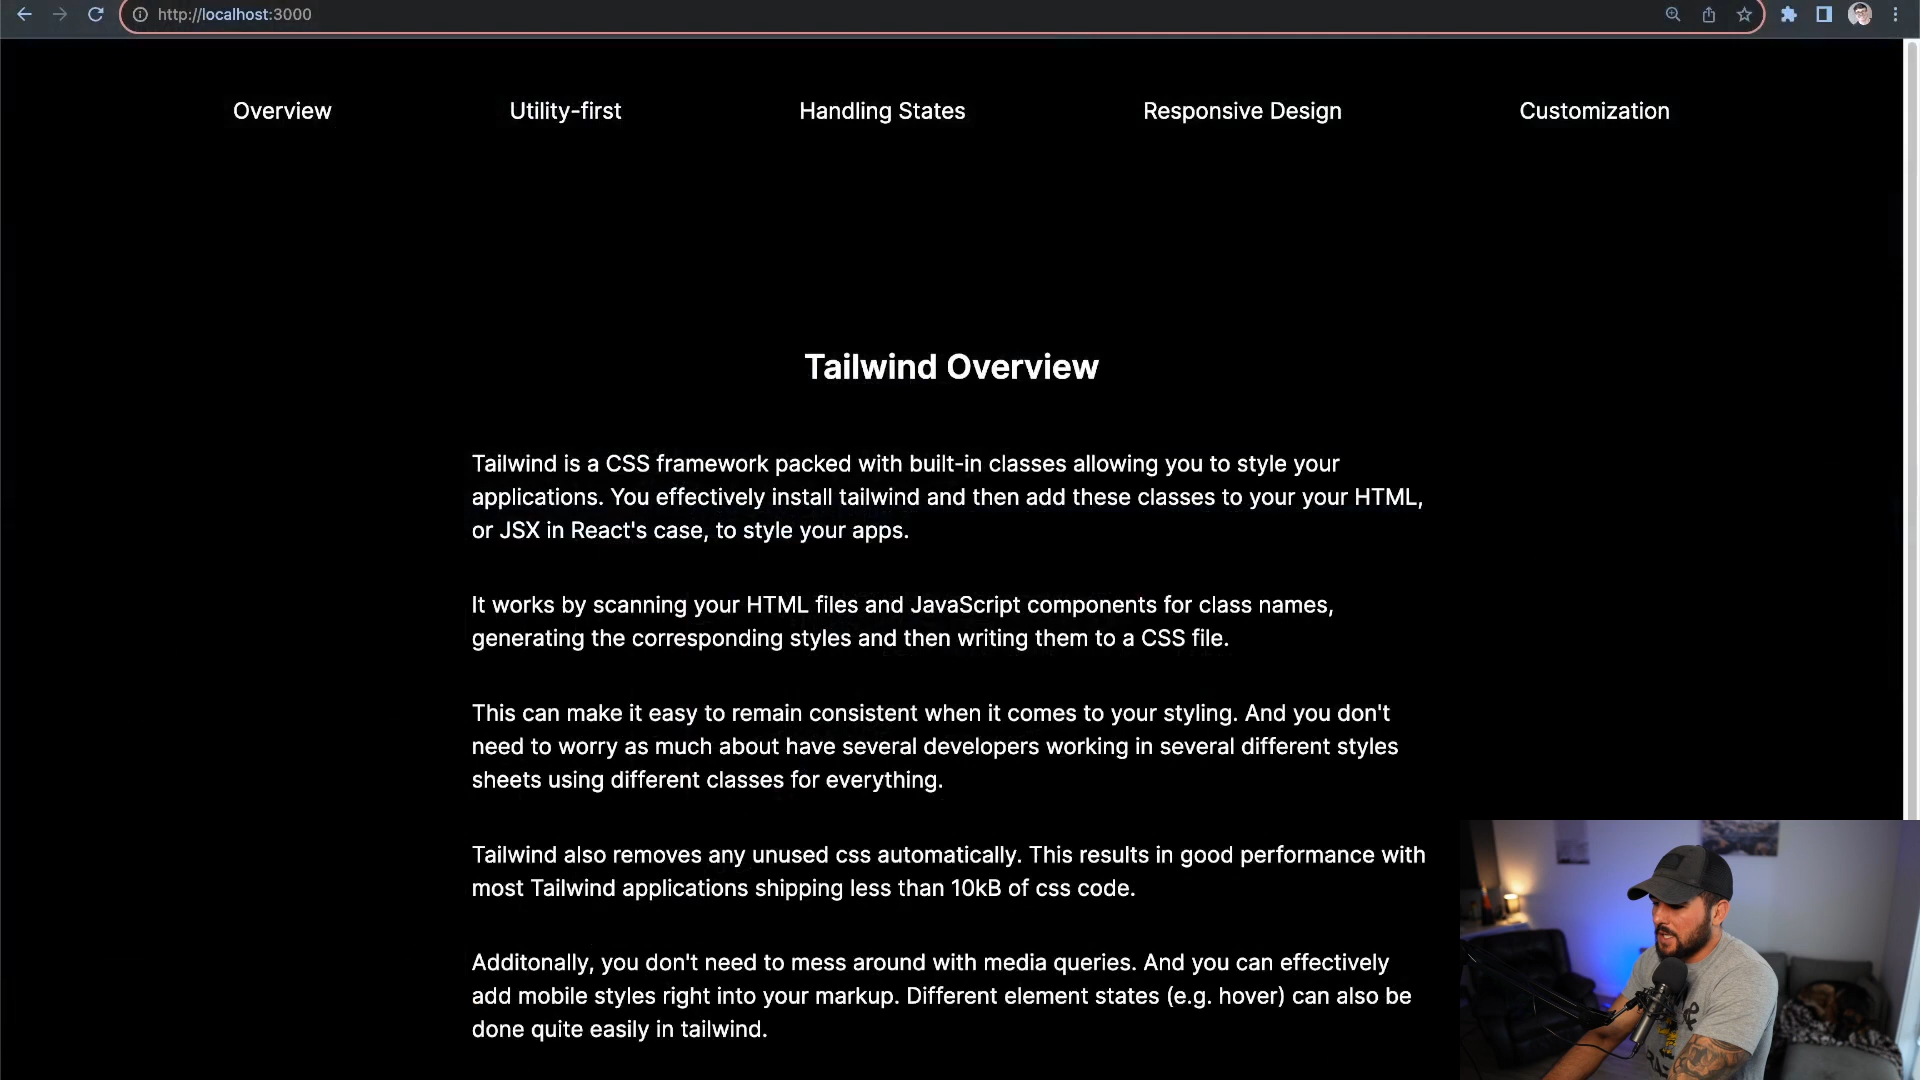 http://localhost:3000
Overview Utility-first Handling States Responsive Design Customization
Tailwind Overview
Tailwind is a CSS framework packed with built-in classes allowing you to style your
applications. You effectively install tailwind and then add these classes to your your HTML,
or JSX in React's case, to style your apps.
It works by scanning your HTML files and JavaScript components for class names,
generating the corresponding styles and then writing them to a CSS file.
This can make it easy to remain consistent when it comes to your styling. And you don't
need to worry as much about have several developers working in several different styles
sheets using different classes for everything.
Tailwind also removes any unused css automatically. This results in good performance with
most Tailwind applications shipping less than 10kB of css code.
Additonally, you don't need to mess around with media queries. And you can effectively
add mobile styles right into your markup. Different element states (e.g. hover) can also be
done quite easily in tailwind.